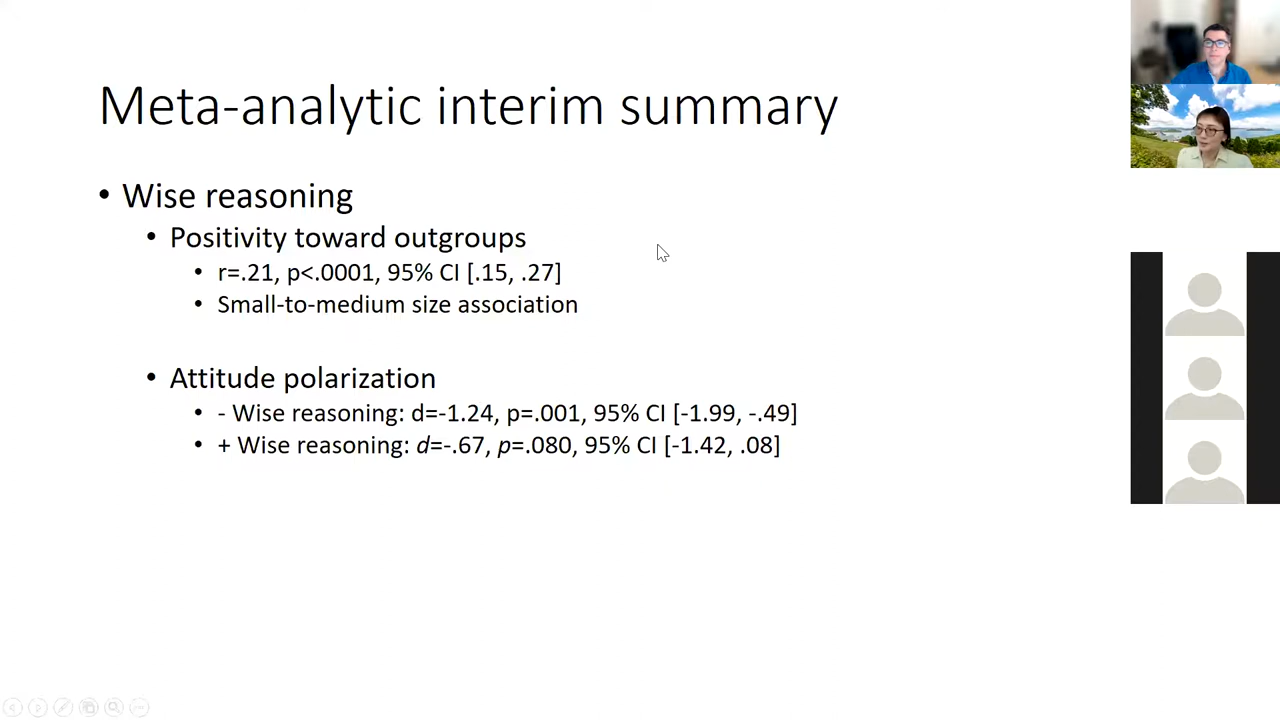 Meta-analytic interim summary
• Wise reasoning
• Positivity toward outgroups
• r=.21, p<.0001, 95% CI [.15, .27]
• Small-to-medium size association
• Attitude polarization
• - Wise reasoning: d=-1.24, p=.001, 95% CI [-1.99, -.49]
• + Wise reasoning: d=-.67, p=.080, 95% CI [-1.42, .08]